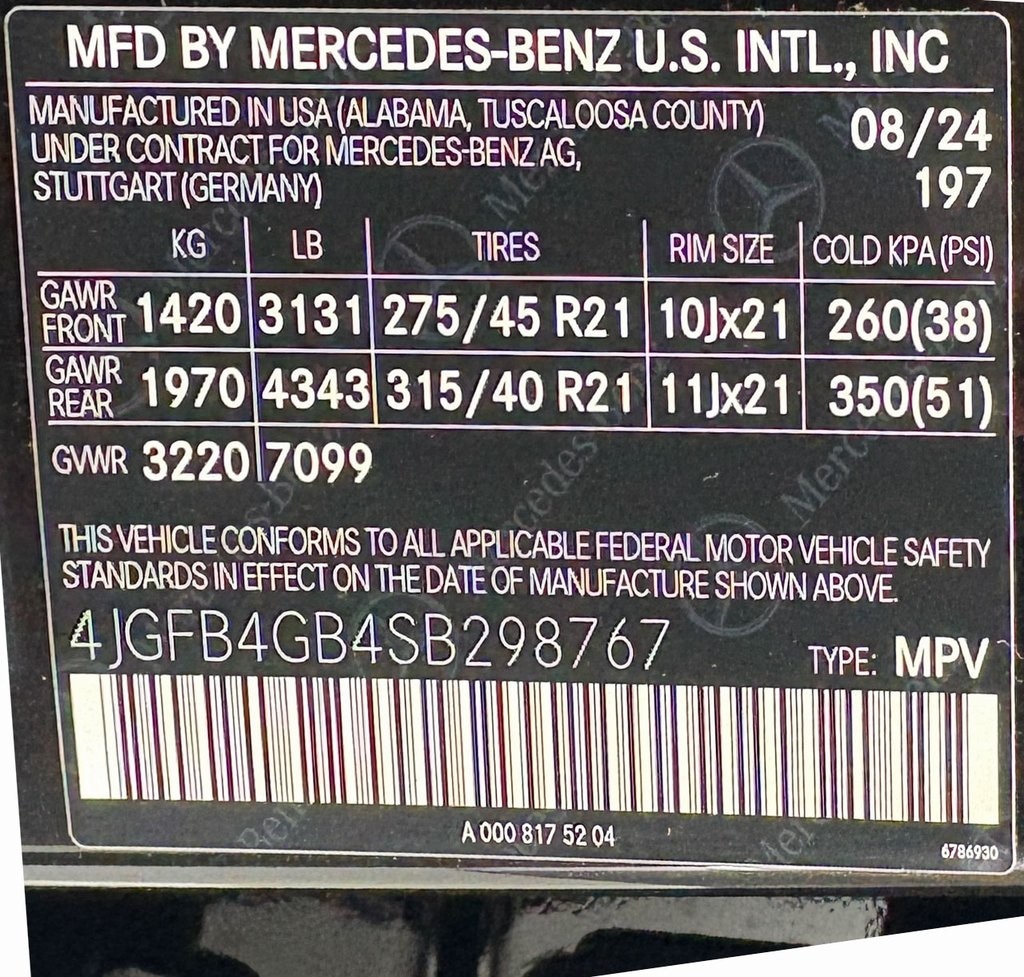 MFD BY MERCEDES-BENZ U.S. INTL., INC
MANUFACTURED IN USA (ALABAMA, TUSCALOOSA COUNTY) 08/24
UNDER CONTRACT FOR MERCEDES-BENZ AG,
STUTTGART (GERMANY) 197
KG LB TIRES RIM SIZE COLD KPA (PSI)
GAWR FRONT 1420 3131 275/45 R21 10Jx21 260(38)
GAWR REAR 1970 4343 315/40 R21 11Jx21 350(51)
GVWR 3220 7099
THIS VEHICLE CONFORMS TO ALL APPLICABLE FEDERAL MOTOR VEHICLE SAFETY
STANDARDS IN EFFECT ON THE DATE OF MANUFACTURE SHOWN ABOVE.
4JGFB4GB4SB298767
TYPE: MPV
A 000 817 52 04
6786930